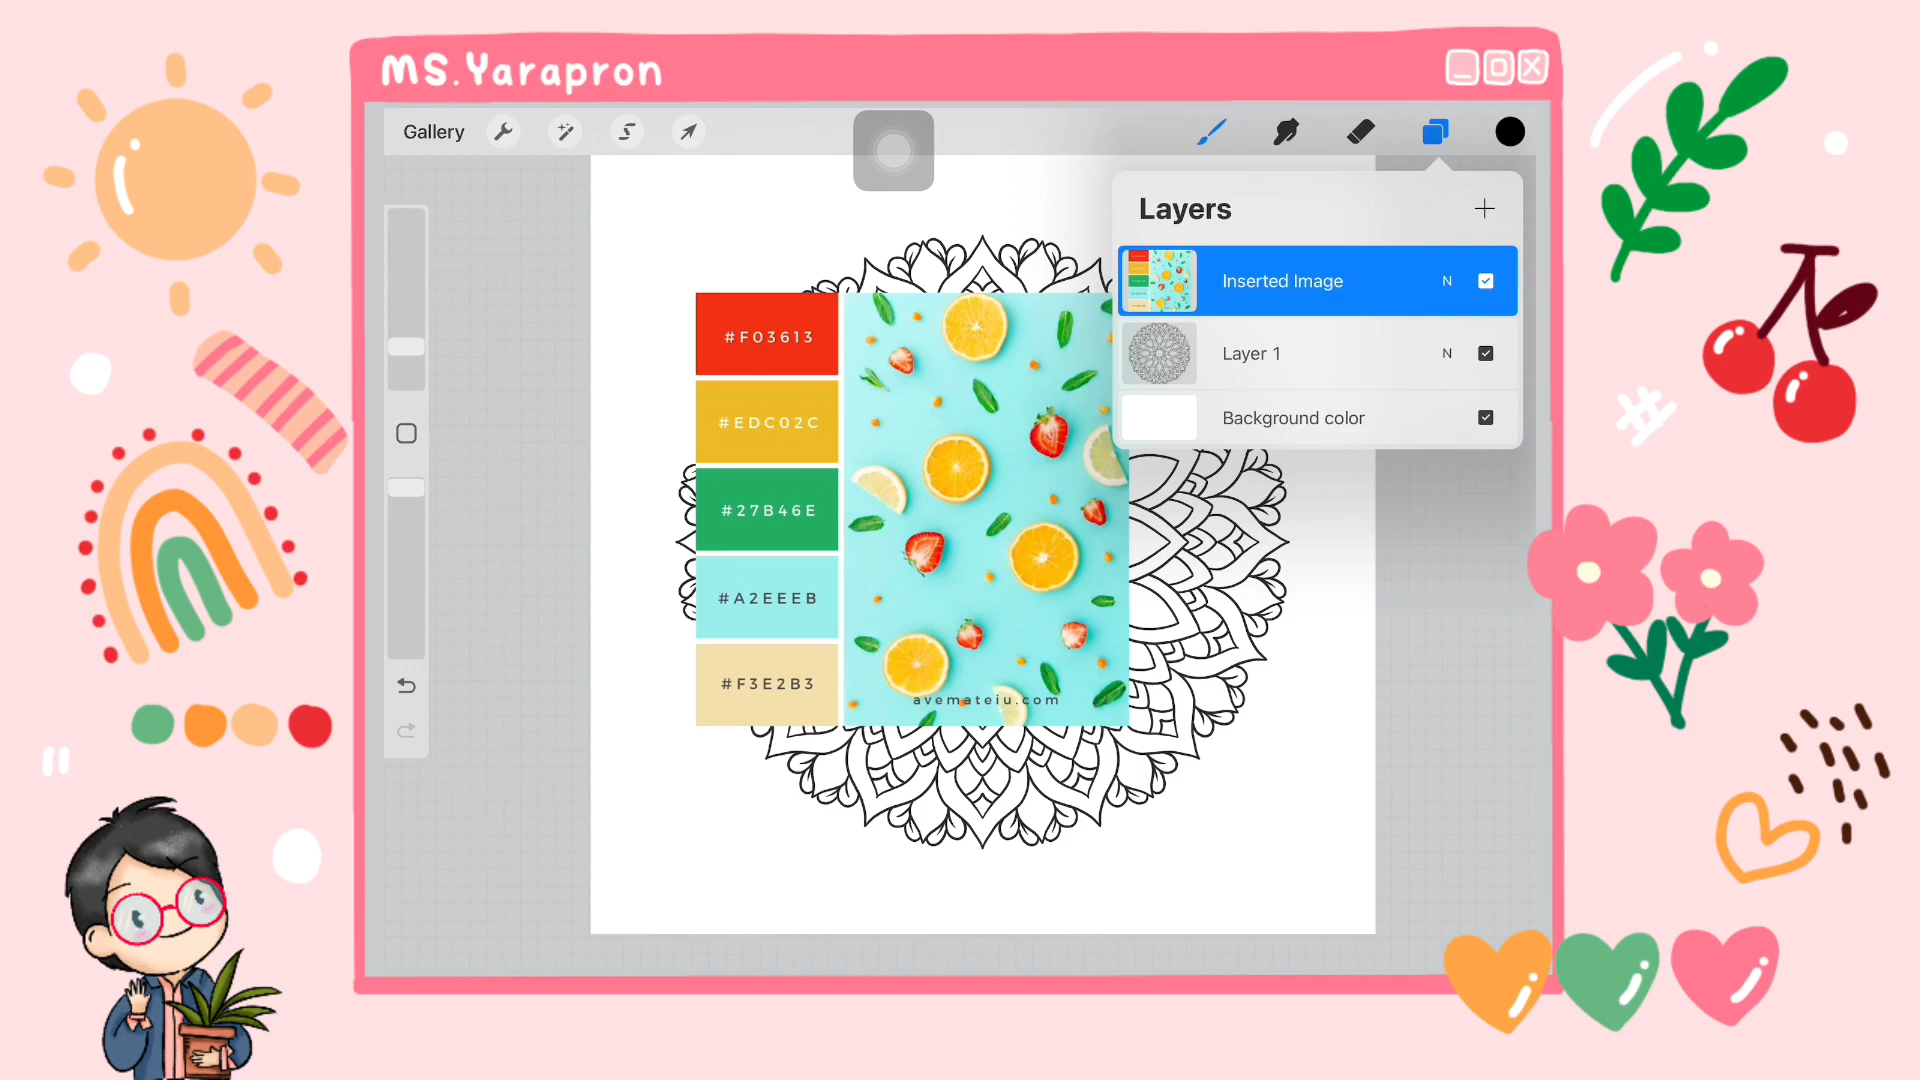 MS.Yarapron
Gallery
Layers
Inserted Image N
Layer 1 N
Background color
#F03613
#EDC02C
#27B46E
#A2EEEB
#F3E2B3
avemateiu.com